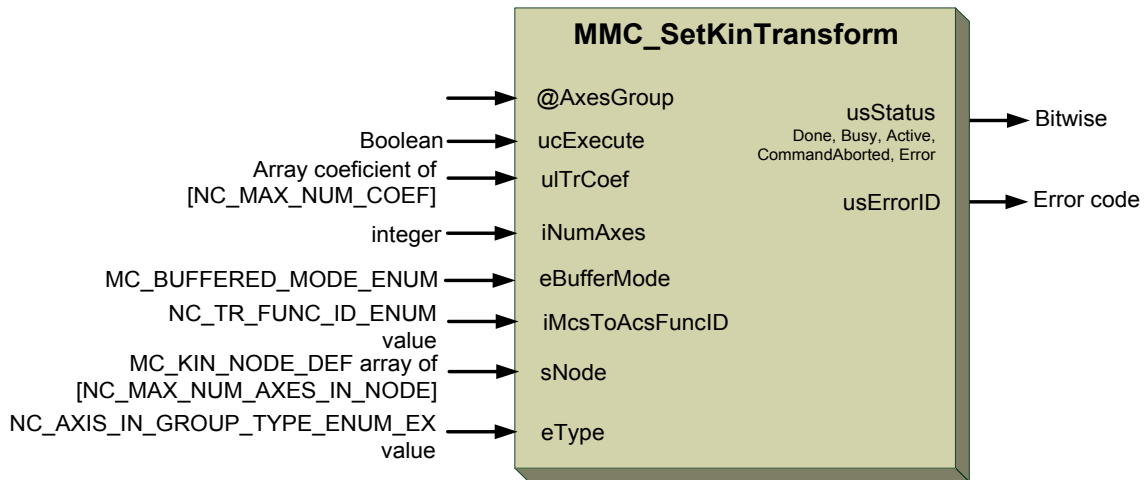 MMC_SetKinTransform
@AxesGroup
Boolean
ucExecute
Array coeficient of
[NC_MAX_NUM_COEF]
ulTrCoef
integer
iNumAxes
MC_BUFFERED_MODE_ENUM
eBufferMode
NC_TR_FUNC_ID_ENUM
value
iMcsToAcsFuncID
MC_KIN_NODE_DEF array of
[NC_MAX_NUM_AXES_IN_NODE]
sNode
NC_AXIS_IN_GROUP_TYPE_ENUM_EX
value
eType
usStatus
Done, Busy, Active,
CommandAborted, Error
Bitwise
usErrorID
Error code